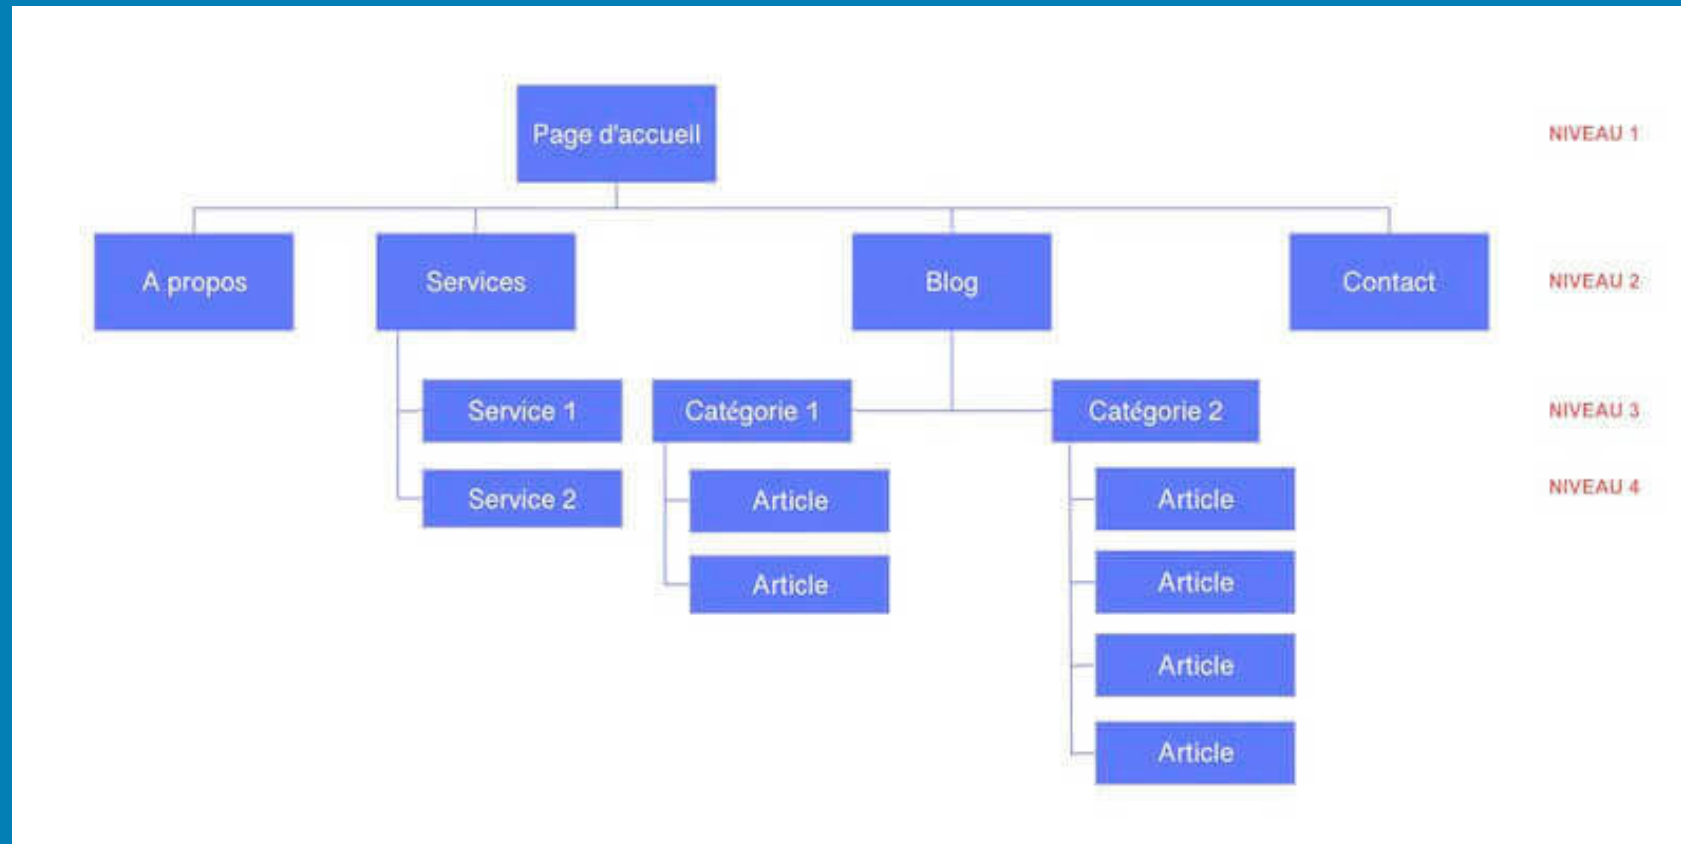 Page d'accueil
NIVEAU 1
A propos
Services
Blog
Contact
NIVEAU 2
Service 1
Catégorie 1
Catégorie 2
NIVEAU 3
Service 2
Article
Article
NIVEAU 4
Article
Article
Article
Article